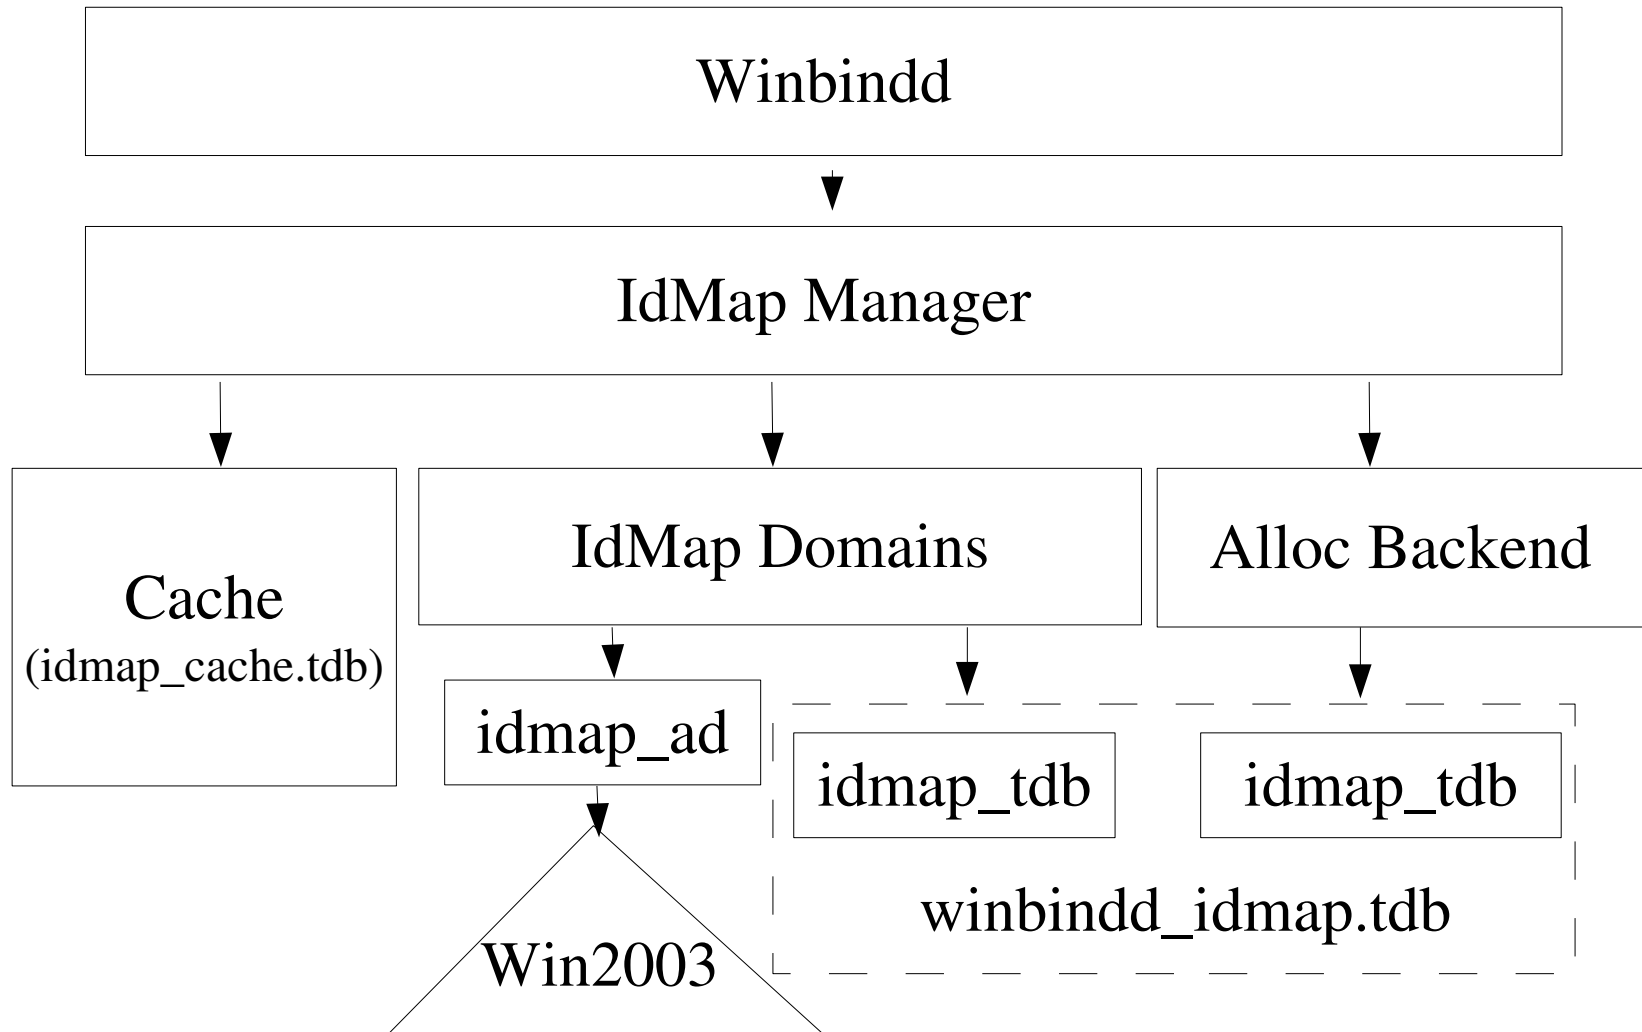 Winbindd
IdMap Manager
Cache
(idmap_cache.tdb)
IdMap Domains
Alloc Backend
idmap_ad
idmap_tdb
idmap_tdb
winbindd_idmap.tdb
Win2003